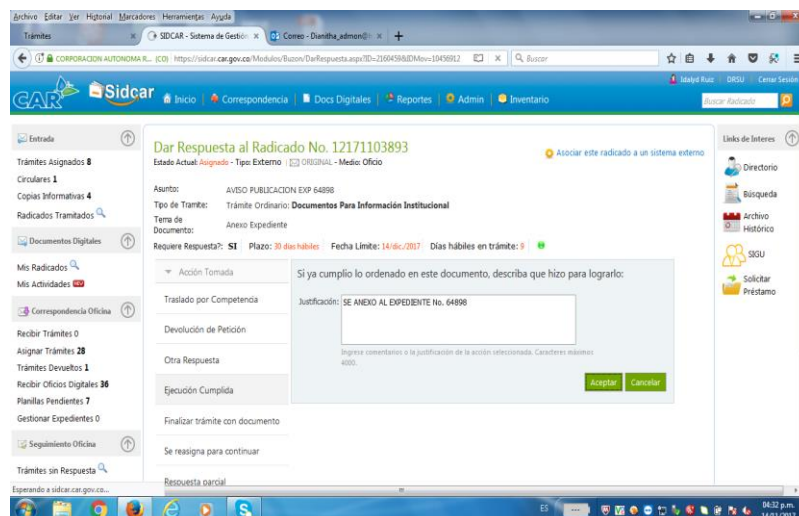 Archivo Editar Ver Historial Marcadores Herramientas Ayuda
Trámites
SIDCAR - Sistema de Gestión
Correo - Dianitha_admon@h
CORPORACION AUTONOMA R... (CO) https://sidcar.car.gov.co/Modulos/Buzon/DarRespuesta.aspx?ID=2160459&IDMov=10456912
Buscar
Idalyd Ruiz DRSU Cerrar Sesión
CAR Sidcar
Inicio Correspondencia Docs Digitales Reportes Admin Inventario
Buscar Radicado
Entrada
Trámites Asignados 8
Circulares 1
Copias Informativas 4
Radicados Tramitados
Documentos Digitales
Mis Radicados
Mis Actividades
Correspondencia Oficina
Recibir Trámites 0
Asignar Trámites 28
Trámites Devueltos 1
Recibir Oficios Digitales 36
Planillas Pendientes 7
Gestionar Expedientes 0
Seguimiento Oficina
Trámites sin Respuesta
Esperando a sidcar.car.gov.co...
Dar Respuesta al Radicado No. 12171103893
Asociar este radicado a un sistema externo
Estado Actual: Asignado - Tipo: Externo | ORIGINAL - Medio: Oficio
Asunto: AVISO PUBLICACION EXP 64898
Tipo de Tramite: Trámite Ordinario: Documentos Para Información Institucional
Tema de Documento: Anexo Expediente
Requiere Respuesta?: SI Plazo: 30 días hábiles Fecha Límite: 14/dic./2017 Días hábiles en trámite: 9
Acción Tomada
Traslado por Competencia
Devolución de Petición
Otra Respuesta
Ejecución Cumplida
Finalizar trámite con documento
Se reasigna para continuar
Respuesta parcial
Si ya cumplio lo ordenado en este documento, describa que hizo para lograrlo:
Justificación: SE ANEXO AL EXPEDIENTE No. 64898
Ingrese comentarios o la justificación de la acción seleccionada. Caracteres máximos
4000.
Aceptar Cancelar
Links de Interes
Directorio
Búsqueda
Archivo
Histórico
SIGU
Solicitar
Préstamo
ES
04:32 p.m.